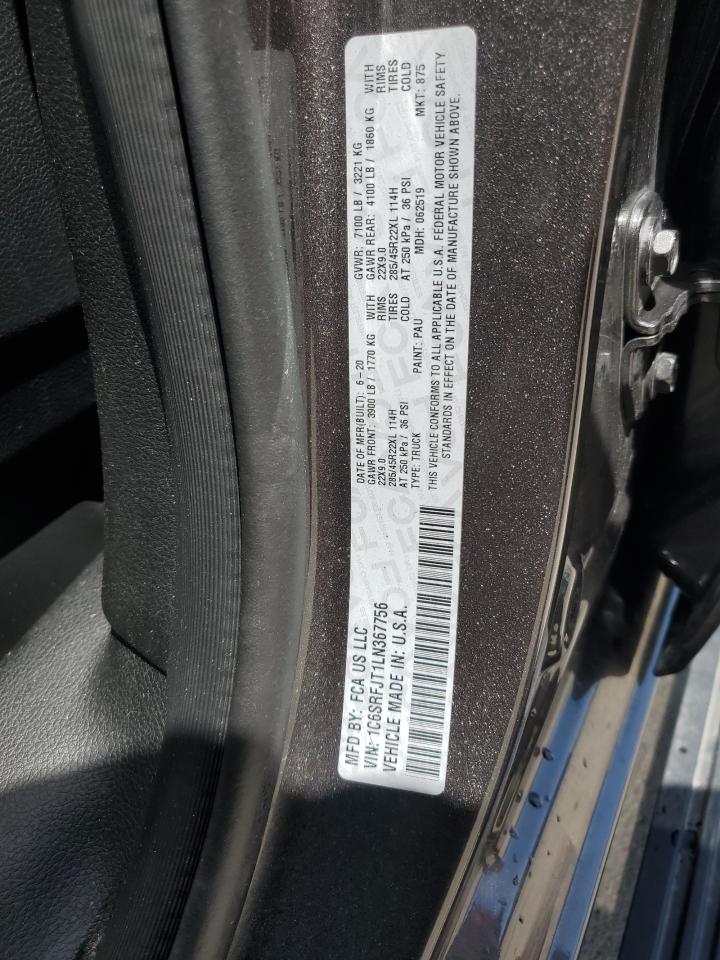 MFD BY: FCA US LLC
VIN: 1C6SRFJT1LN367756
VEHICLE MADE IN: U.S.A.
DATE OF MFR(BUILT): 6-20 GVWR: 7100 LB / 3221 KG
GAWR FRONT: 3900 LB / 1770 KG WITH GAWR REAR: 4100 LB / 1860 KG WITH
22X9.0 RIMS 22X9.0 RIMS
285/45R22XL 114H TIRES 285/45R22XL 114H TIRES
AT 250 kPa / 36 PSI COLD AT 250 kPa / 36 PSI COLD
TYPE: TRUCK PAINT: PAU MDH: 062519 MKT: 875
THIS VEHICLE CONFORMS TO ALL APPLICABLE U.S.A. FEDERAL MOTOR VEHICLE SAFETY
STANDARDS IN EFFECT ON THE DATE OF MANUFACTURE SHOWN ABOVE.